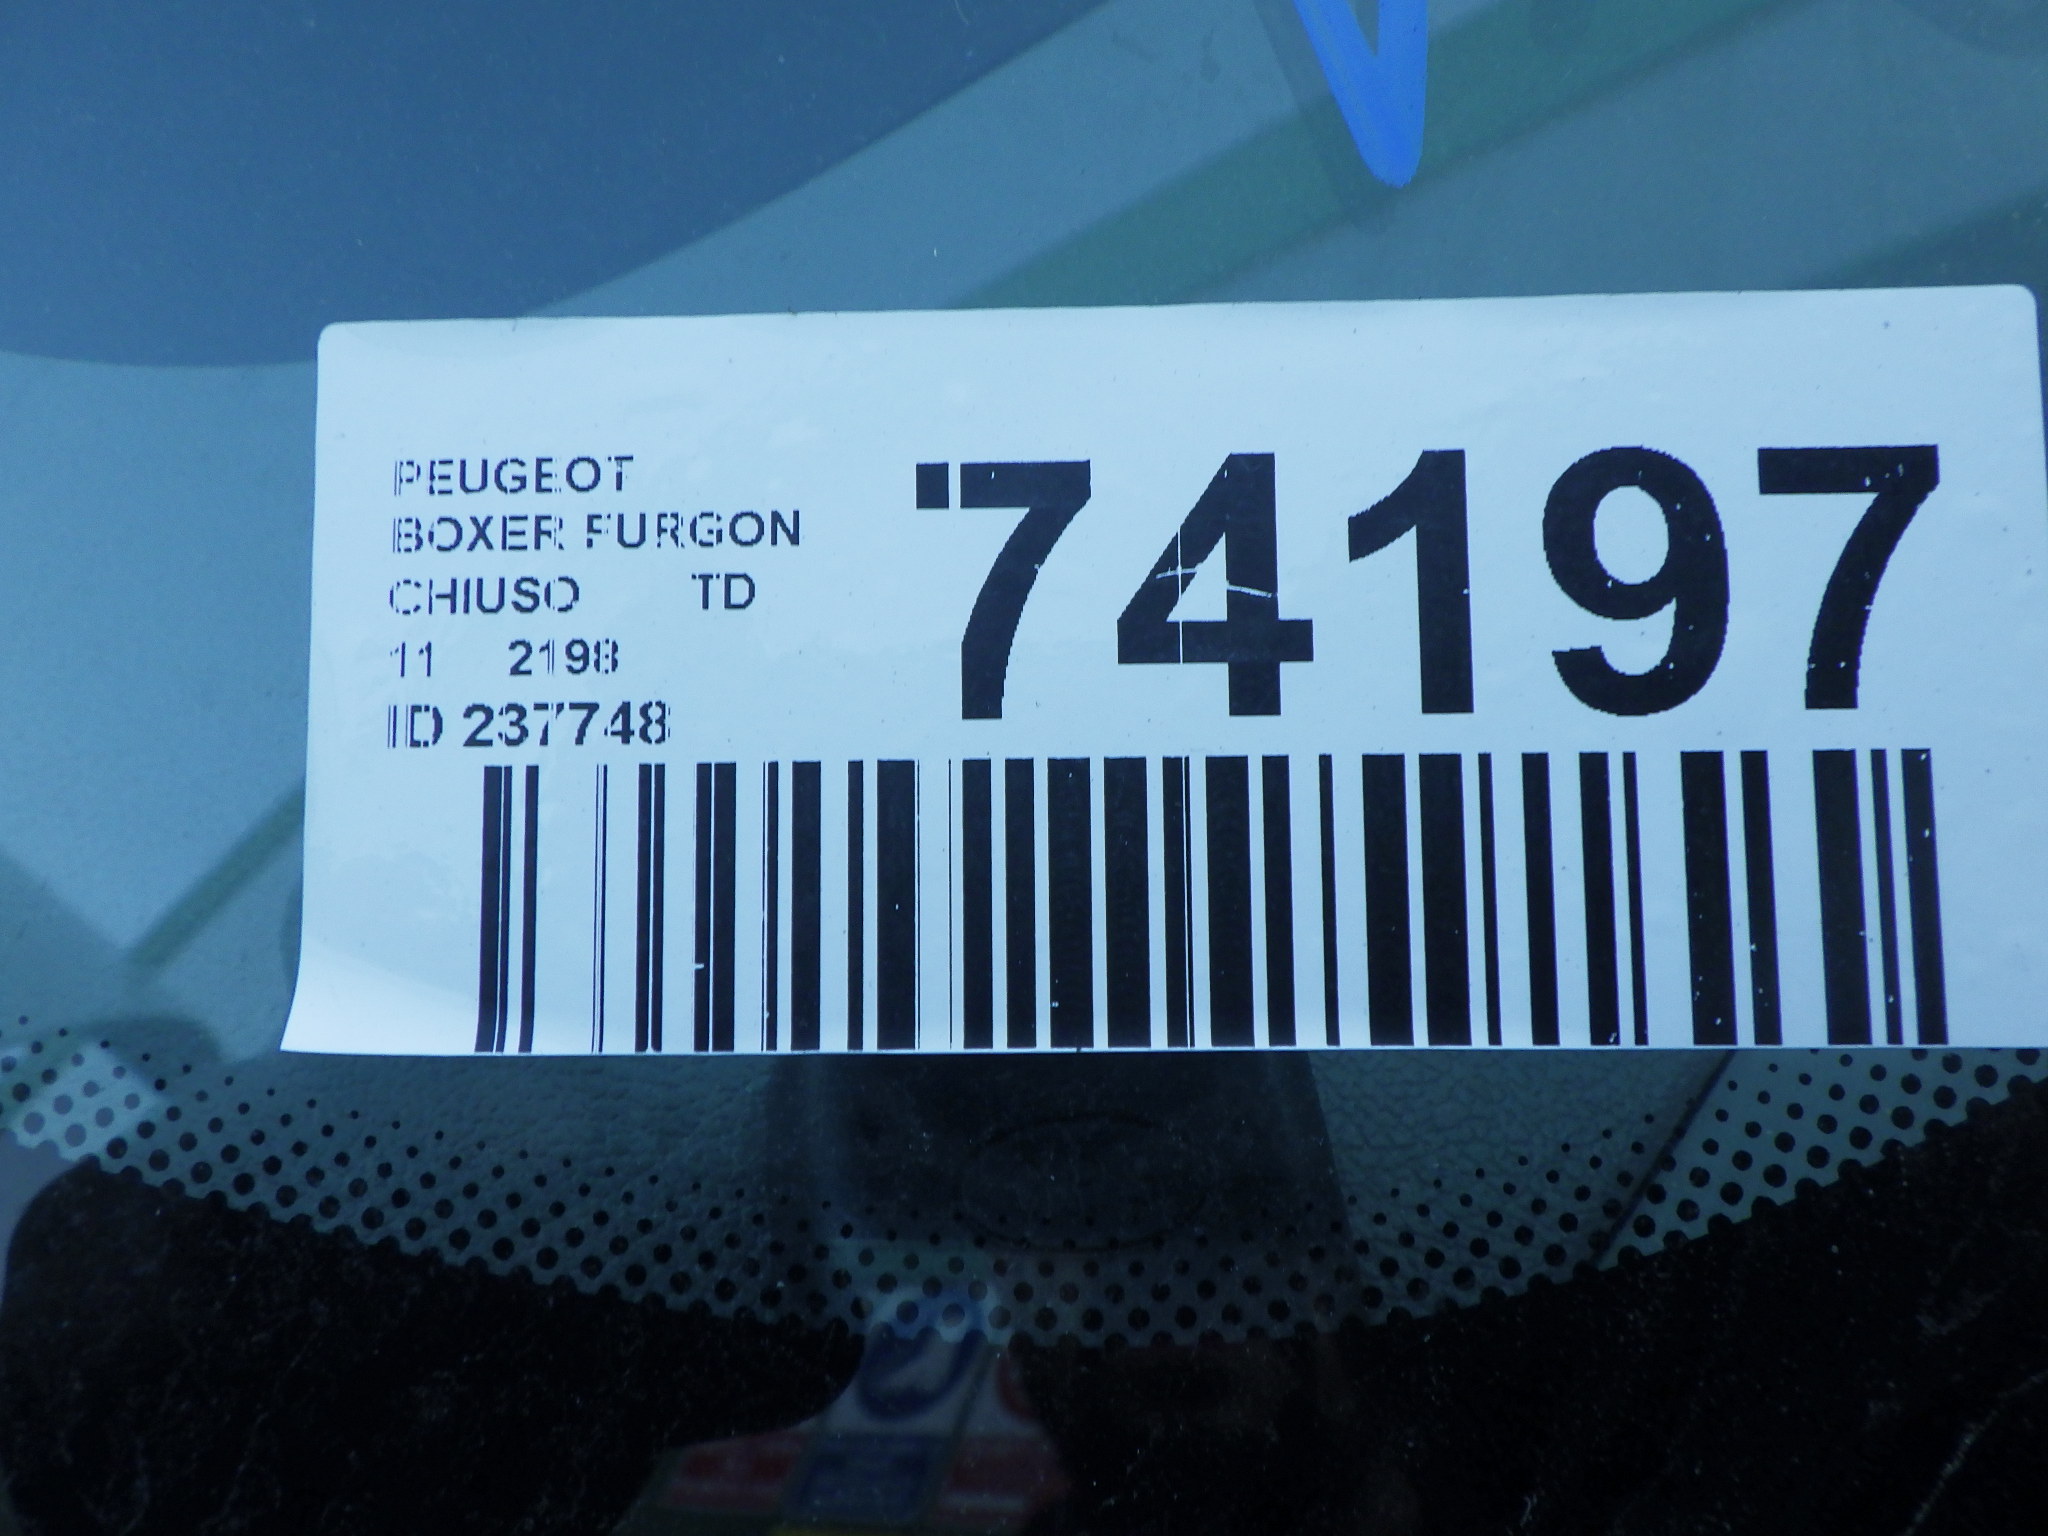 PEUGEOT
BOXER FURGON
CHIUSO TD
11 2198
ID 237748
74197